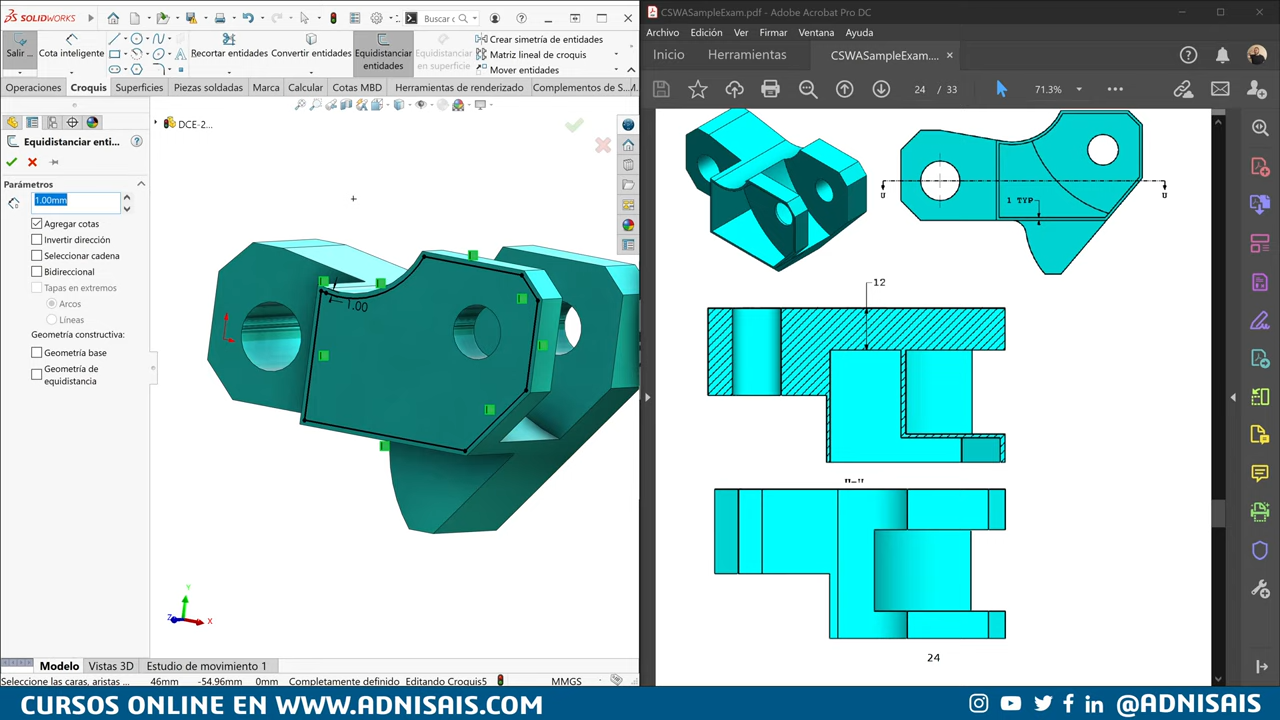 SOLIDWORKS
Buscar c
CSWASampleExam.pdf - Adobe Acrobat Pro DC
Archivo Edición Ver Firmar Ventana Ayuda
Inicio Herramientas CSWASampleExam....
24 / 33 71.3%
Salir ...
Cota inteligente
Recortar entidades
Convertir entidades
Equidistanciar entidades
Equidistanciar en superficie
Crear simetría de entidades
Matriz lineal de croquis
Mover entidades
Operaciones Croquis Superficies Piezas soldadas Marca Calcular Cotas MBD Herramientas de renderizado Complementos de S...
DCE-2...
Equidistanciar enti...
Parámetros
1.00mm
Agregar cotas
Invertir dirección
Seleccionar cadena
Bidireccional
Tapas en extremos
Arcos
Líneas
Geometría constructiva:
Geometría base
Geometría de
equidistancia
1.00
Y
Z
X
U
U
1 TYP
12
"-"
24
Modelo Vistas 3D Estudio de movimiento 1
Seleccione las caras, aristas ... 46mm -54.96mm 0mm Completamente definido Editando Croquis5 MMGS
CURSOS ONLINE EN WWW.ADNISAIS.COM
@ADNISAIS